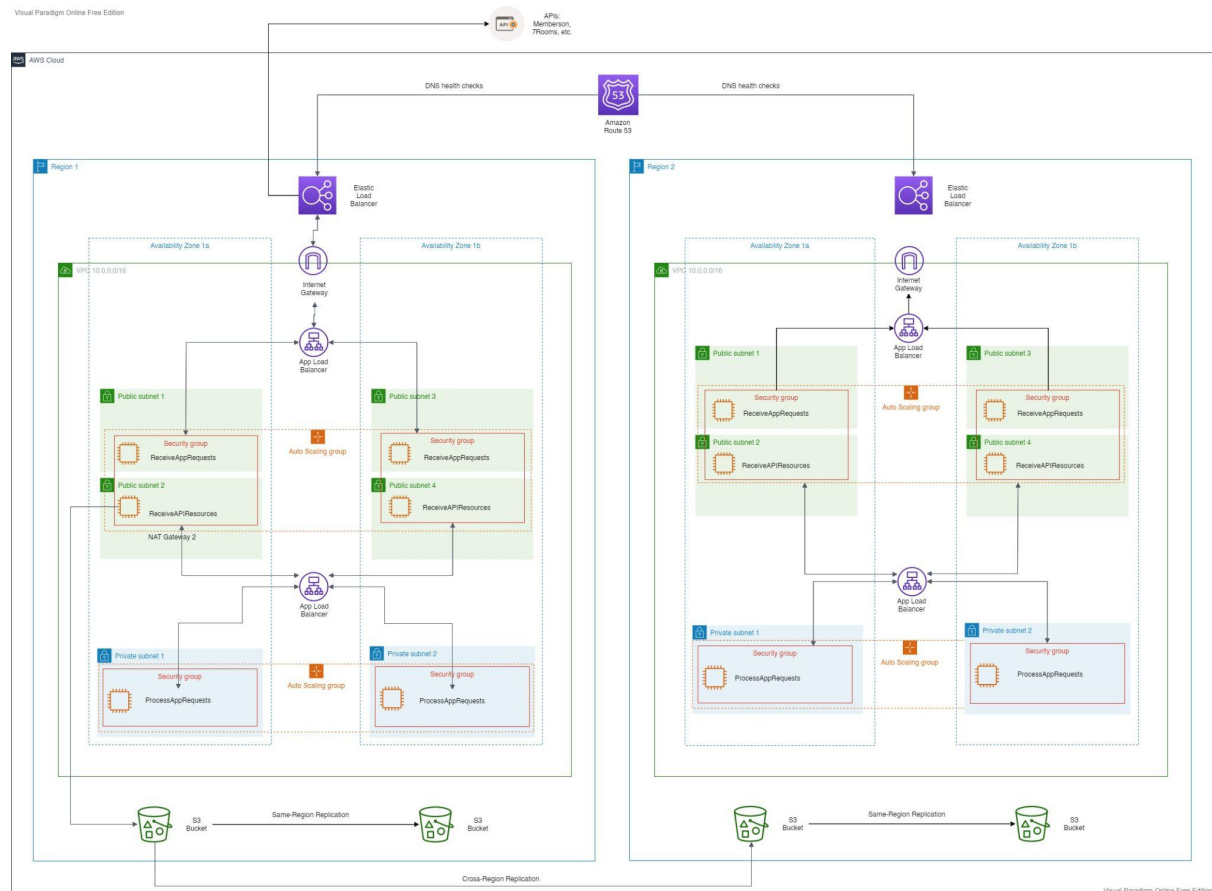 Visual Paradigm Online Free Edition
APIs:
Memberson,
7Rooms, etc.
API
aws
AWS Cloud
DNS health checks
53
DNS health checks
Amazon
Route 53
Region 1
Elastic
Load
Balancer
Availability Zone 1a
Availability Zone 1b
VPC 10.0.0.0/16
Internet
Gateway
App Load
Balancer
Public subnet 1
Public subnet 3
Security group
ReceiveAppRequests
Auto Scaling group
Security group
ReceiveAppRequests
Public subnet 2
Public subnet 4
ReceiveAPIResources
ReceiveAPIResources
NAT Gateway 2
App Load
Balancer
Private subnet 1
Private subnet 2
Security group
ProcessAppRequests
Auto Scaling group
Security group
ProcessAppRequests
S3
Bucket
Same-Region Replication
S3
Bucket
Cross-Region Replication
Region 2
Elastic
Load
Balancer
Availability Zone 1a
Availability Zone 1b
VPC 10.0.0.0/16
Internet
Gateway
App Load
Balancer
Public subnet 1
Public subnet 3
Security group
ReceiveAppRequests
Auto Scaling group
Security group
ReceiveAppRequests
Public subnet 2
Public subnet 4
ReceiveAPIResources
ReceiveAPIResources
App Load
Balancer
Private subnet 1
Private subnet 2
Security group
ProcessAppRequests
Auto Scaling group
Security group
ProcessAppRequests
S3
Bucket
Same-Region Replication
S3
Bucket
Visual Paradigm Online Free Edition